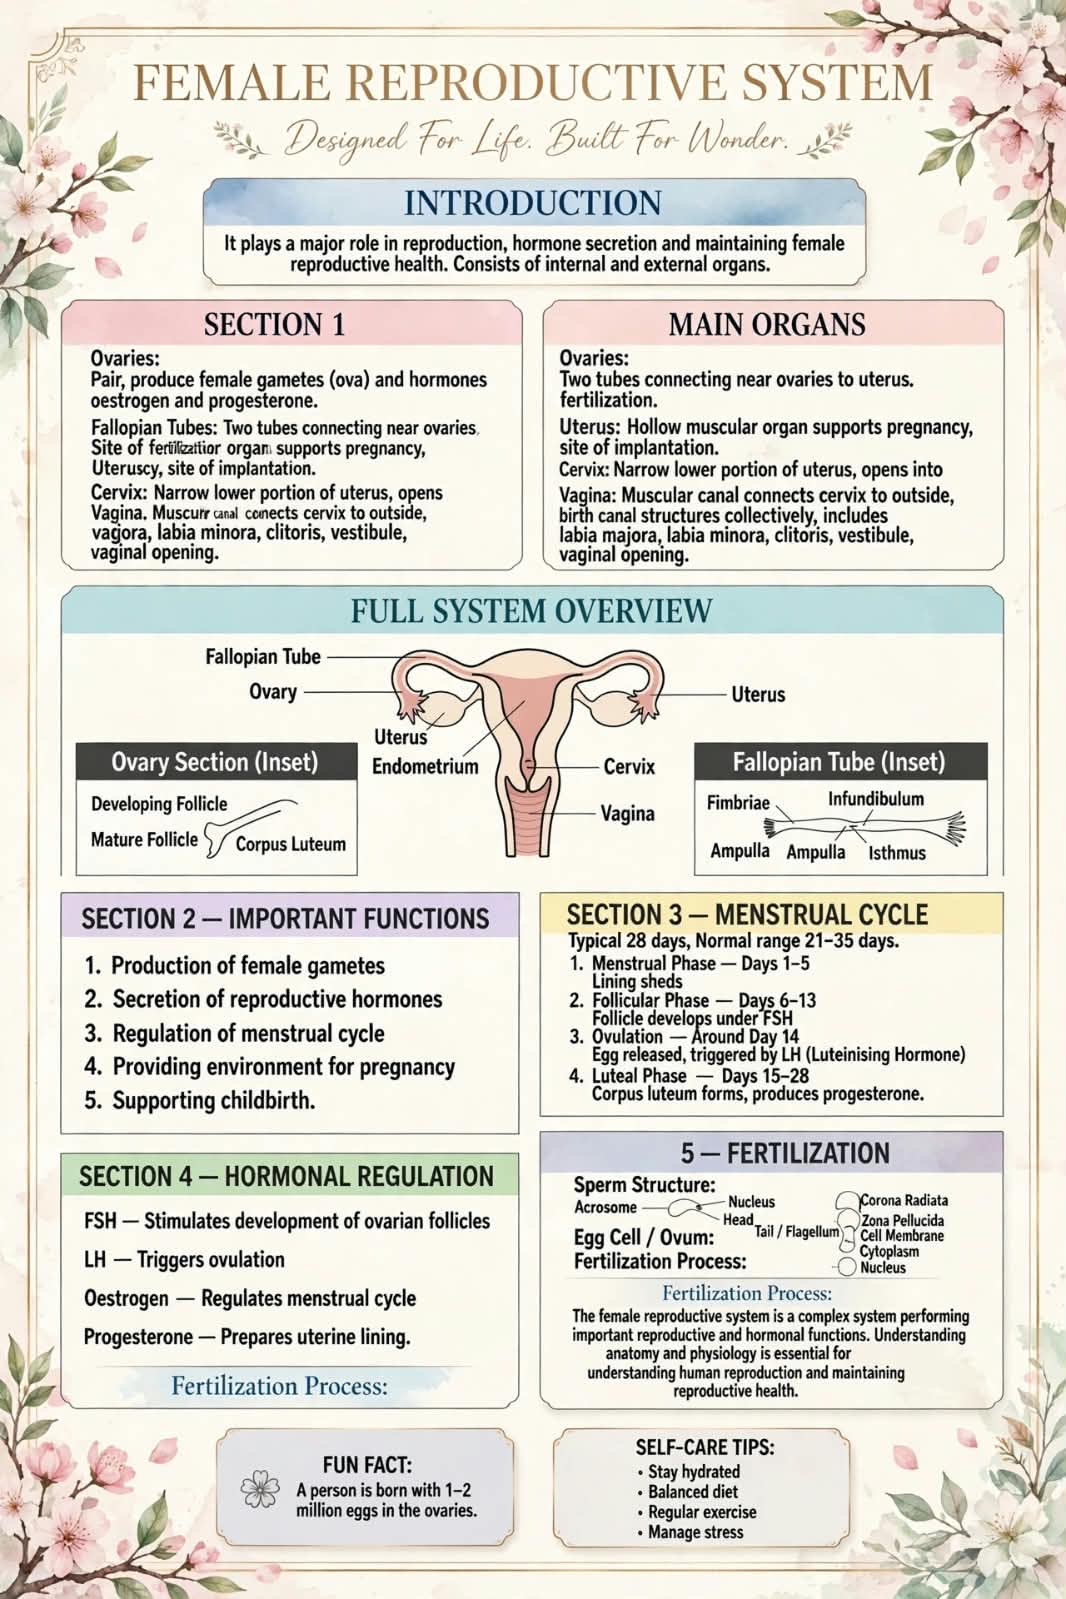 FEMALE REPRODUCTIVE SYSTEM
Designed For Life. Built For Wonder.
INTRODUCTION
It plays a major role in reproduction, hormone secretion and maintaining female
reproductive health. Consists of internal and external organs.
SECTION 1
Ovaries:
Pair, produce female gametes (ova) and hormones
oestrogen and progesterone.
Fallopian Tubes: Two tubes connecting near ovaries.
Site of supports pregnancy,
Uteruscy, site of implantation.
Cervix: Narrow lower portion of uterus, opens
Vagina. canal connects cervix to outside,
vagjora, labia minora, clitoris, vestibule,
vaginal opening.
MAIN ORGANS
Ovaries:
Two tubes connecting near ovaries to uterus.
fertilization.
Uterus: Hollow muscular organ supports pregnancy,
site of implantation.
Cervix: Narrow lower portion of uterus, opens into
Vagina: Muscular canal connects cervix to outside,
birth canal structures collectively, includes
labia majora, labia minora, clitoris, vestibule,
vaginal opening.
FULL SYSTEM OVERVIEW
Fallopian Tube
Ovary
Uterus
Uterus
Endometrium
Cervix
Vagina
Ovary Section (Inset)
Developing Follicle
Mature Follicle
Corpus Luteum
Fallopian Tube (Inset)
Fimbriae
Infundibulum
Ampulla
Ampulla
Isthmus
SECTION 2 — IMPORTANT FUNCTIONS
1. Production of female gametes
2. Secretion of reproductive hormones
3. Regulation of menstrual cycle
4. Providing environment for pregnancy
5. Supporting childbirth.
SECTION 3 — MENSTRUAL CYCLE
Typical 28 days, Normal range 21–35 days.
1. Menstrual Phase — Days 1–5
Lining sheds
2. Follicular Phase — Days 6–13
Follicle develops under FSH
3. Ovulation — Around Day 14
Egg released, triggered by LH (Luteinising Hormone)
4. Luteal Phase — Days 15–28
Corpus luteum forms, produces progesterone.
SECTION 4 — HORMONAL REGULATION
FSH — Stimulates development of ovarian follicles
LH — Triggers ovulation
Oestrogen — Regulates menstrual cycle
Progesterone — Prepares uterine lining.
Fertilization Process:
5 — FERTILIZATION
Sperm Structure:
Acrosome
Nucleus
Head
Tail / Flagellum
Corona Radiata
Zona Pellucida
Cell Membrane
Cytoplasm
Nucleus
Egg Cell / Ovum:
Fertilization Process:
Fertilization Process:
The female reproductive system is a complex system performing
important reproductive and hormonal functions. Understanding
anatomy and physiology is essential for
understanding human reproduction and maintaining
reproductive health.
FUN FACT:
A person is born with 1–2
million eggs in the ovaries.
SELF-CARE TIPS:
• Stay hydrated
• Balanced diet
• Regular exercise
• Manage stress